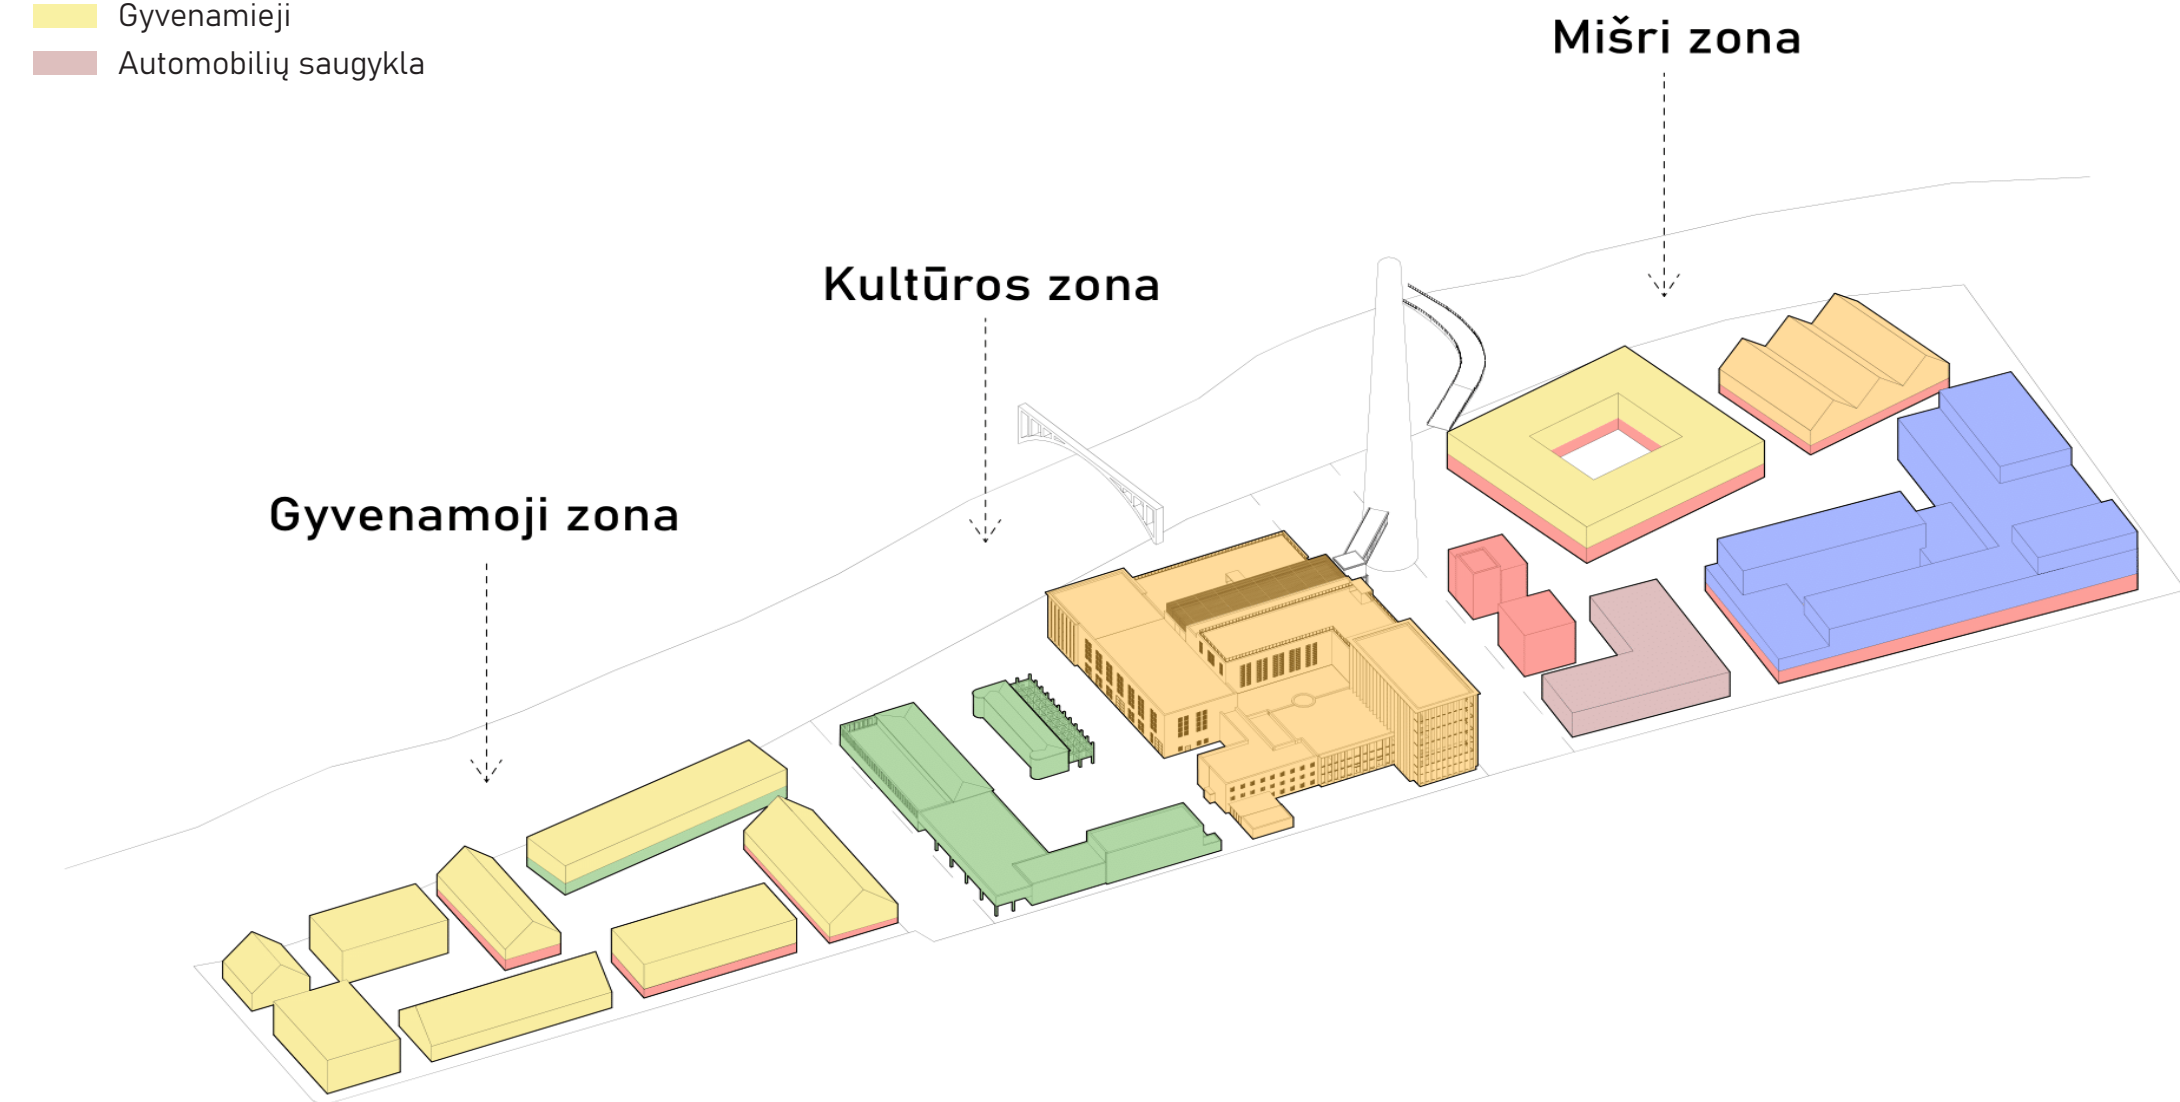 Gyvenamieji
Automobilių saugykla
Mišri zona
Kultūros zona
Gyvenamoji zona